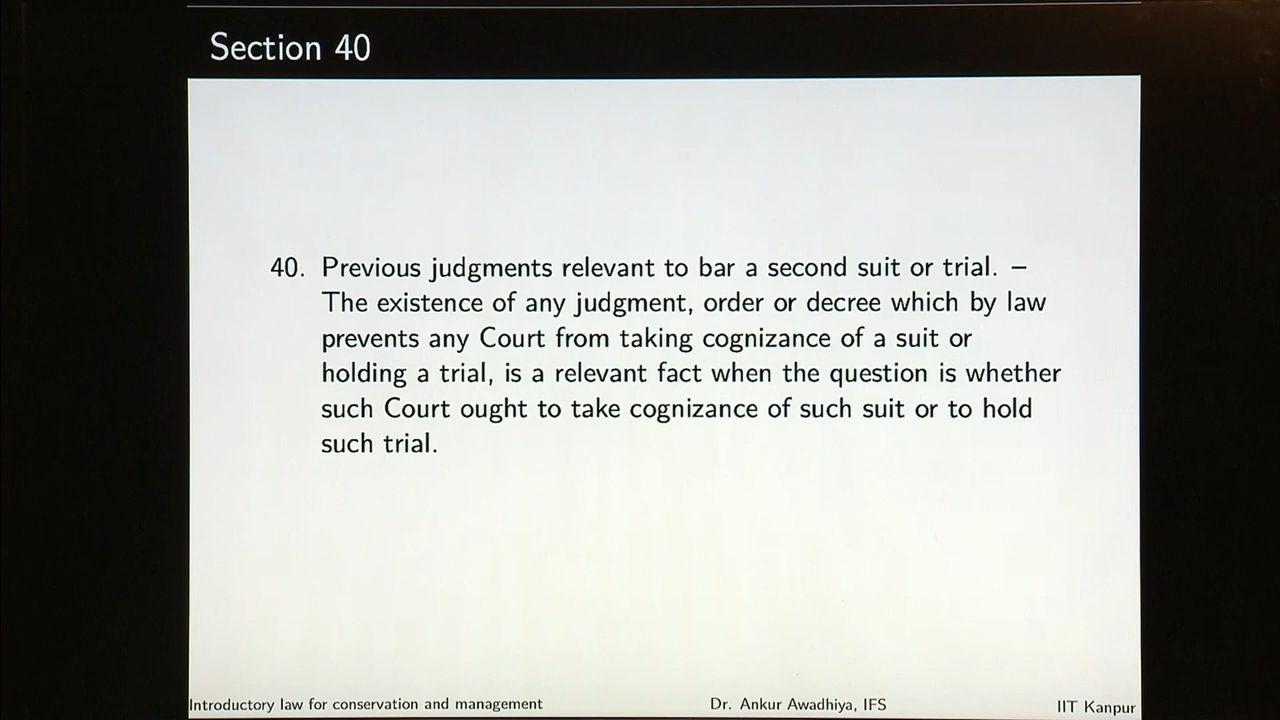 Section 40
40. Previous judgments relevant to bar a second suit or trial. –
The existence of any judgment, order or decree which by law
prevents any Court from taking cognizance of a suit or
holding a trial, is a relevant fact when the question is whether
such Court ought to take cognizance of such suit or to hold
such trial.
Introductory law for conservation and management Dr. Ankur Awadhiya, IFS IIT Kanpur